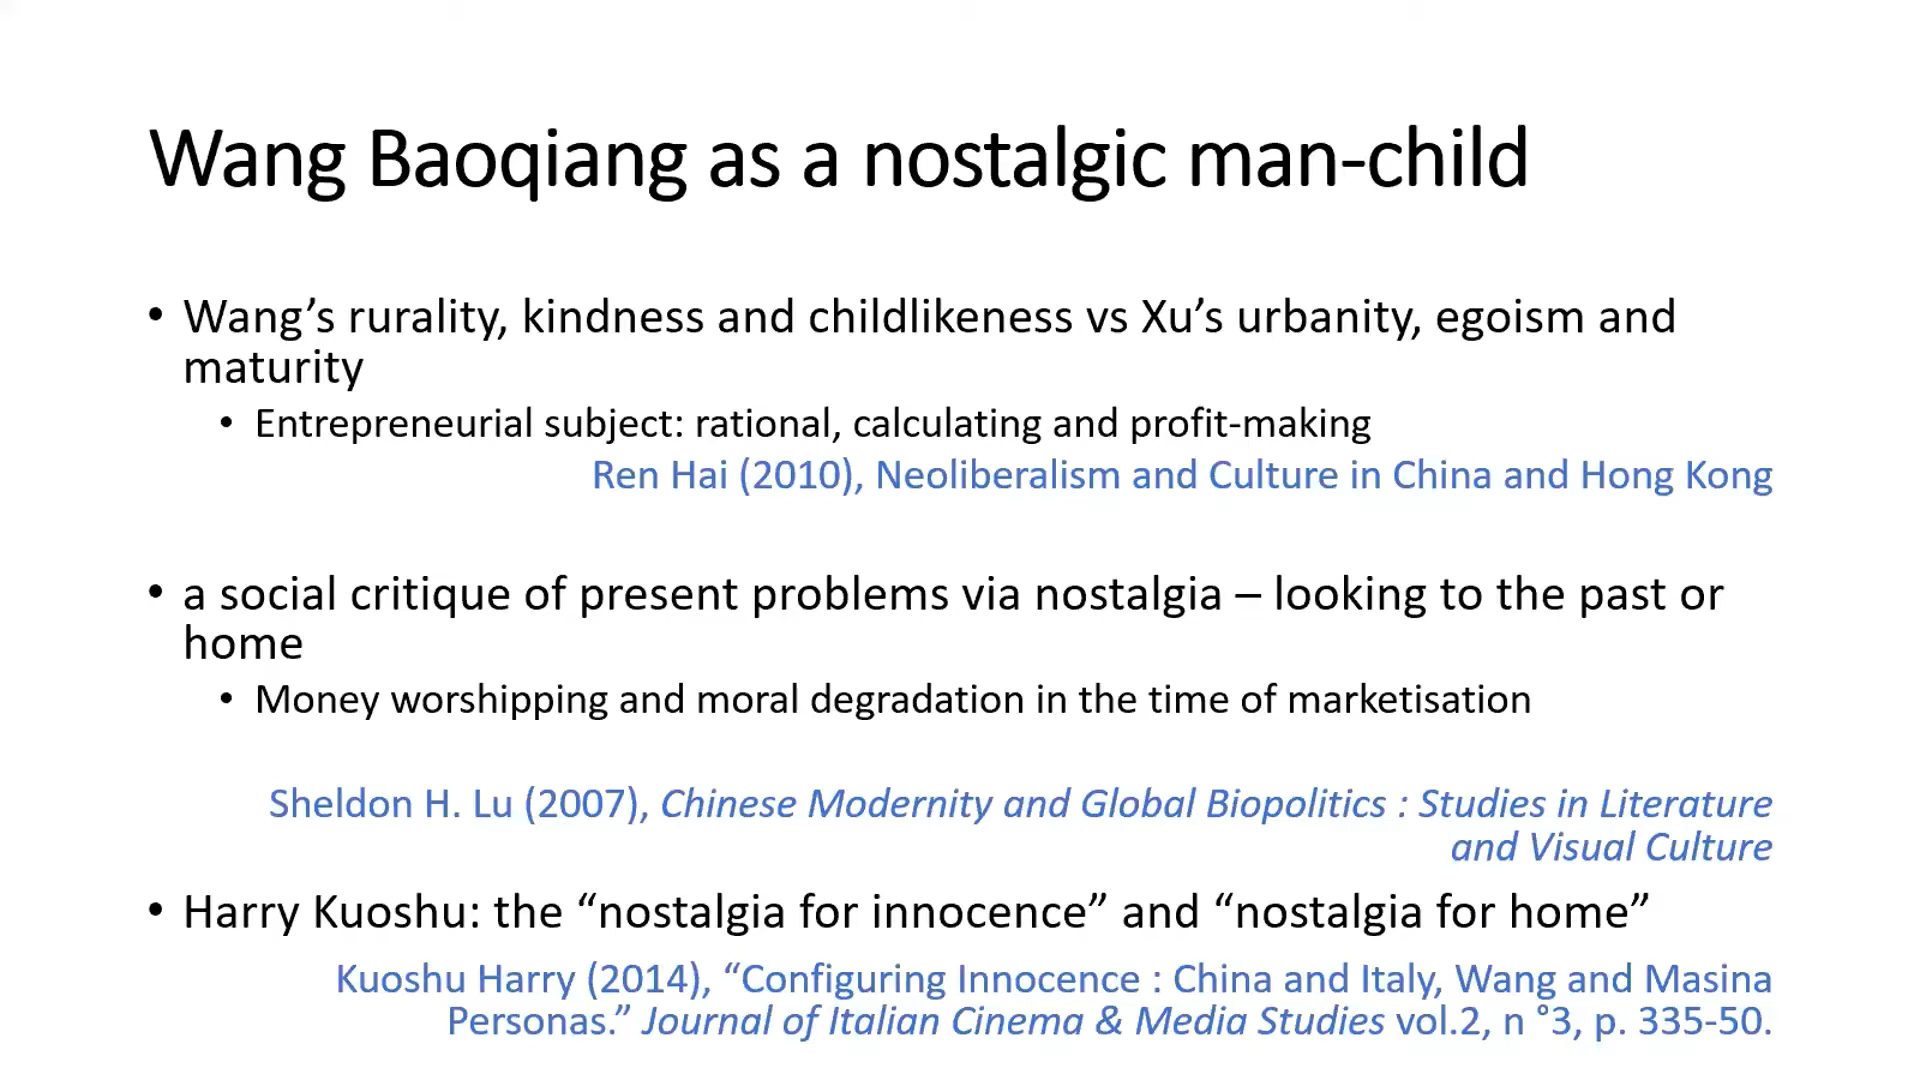 Wang Baoqiang as a nostalgic man-child
• Wang’s rurality, kindness and childlikeness vs Xu’s urbanity, egoism and
maturity
• Entrepreneurial subject: rational, calculating and profit-making
Ren Hai (2010), Neoliberalism and Culture in China and Hong Kong
• a social critique of present problems via nostalgia – looking to the past or
home
• Money worshipping and moral degradation in the time of marketisation
Sheldon H. Lu (2007), Chinese Modernity and Global Biopolitics : Studies in Literature
and Visual Culture
• Harry Kuoshu: the “nostalgia for innocence” and “nostalgia for home”
Kuoshu Harry (2014), “Configuring Innocence : China and Italy, Wang and Masina
Personas.” Journal of Italian Cinema & Media Studies vol.2, n °3, p. 335-50.